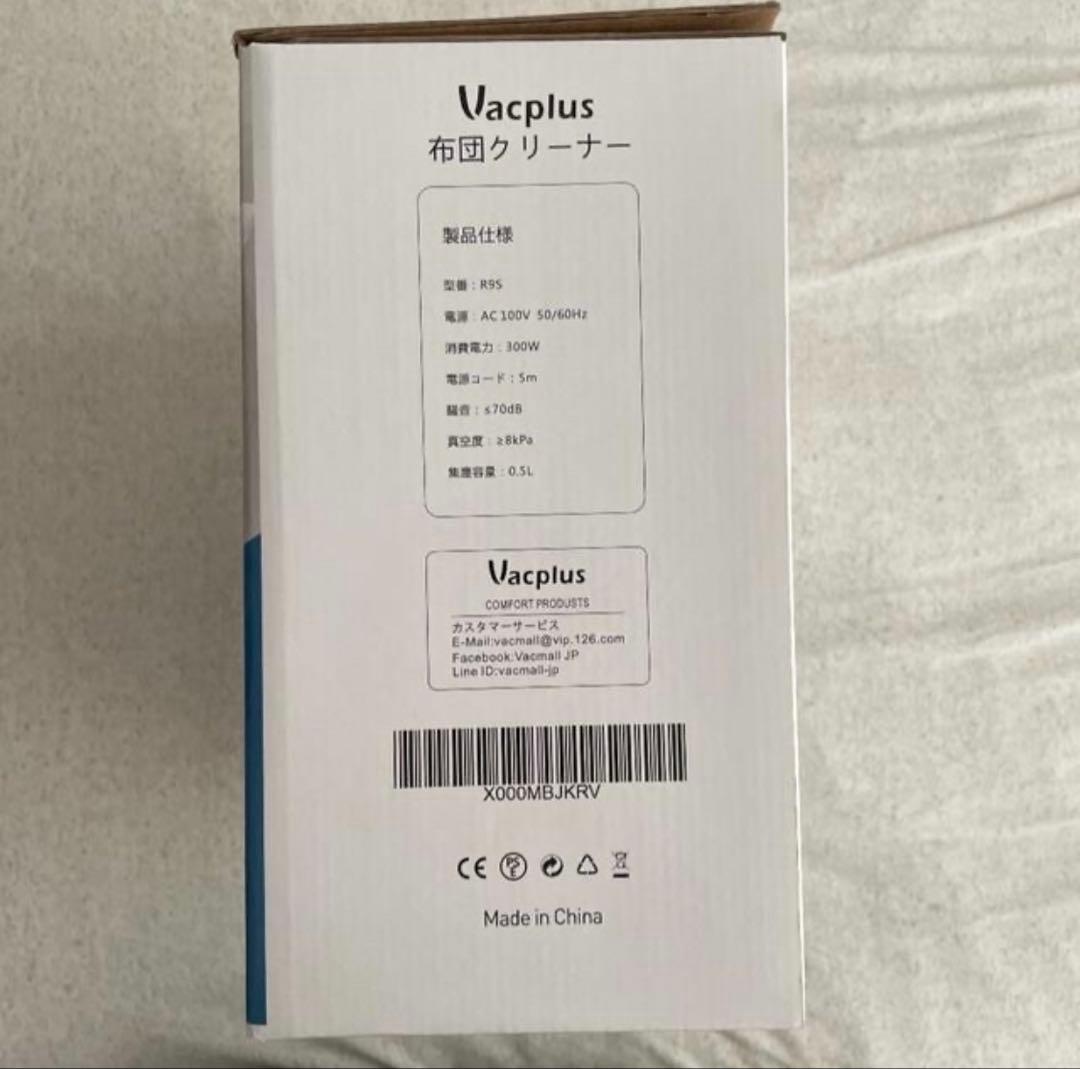 Vacplus
布団クリーナー
製品仕様
型番：R9S
電源：AC 100V 50/60Hz
消費電力：300W
電源コード：5m
騒音：≤70dB
真空度：≥8kPa
集塵容量：0.5L
Vacplus
COMFORT PRODUSTS
カスタマーサービス
E-Mail:vacmall@vip.126.com
Facebook:Vacmall JP
Line ID:vacmall-jp
X000MBJKRV
CE PSE
Made in China